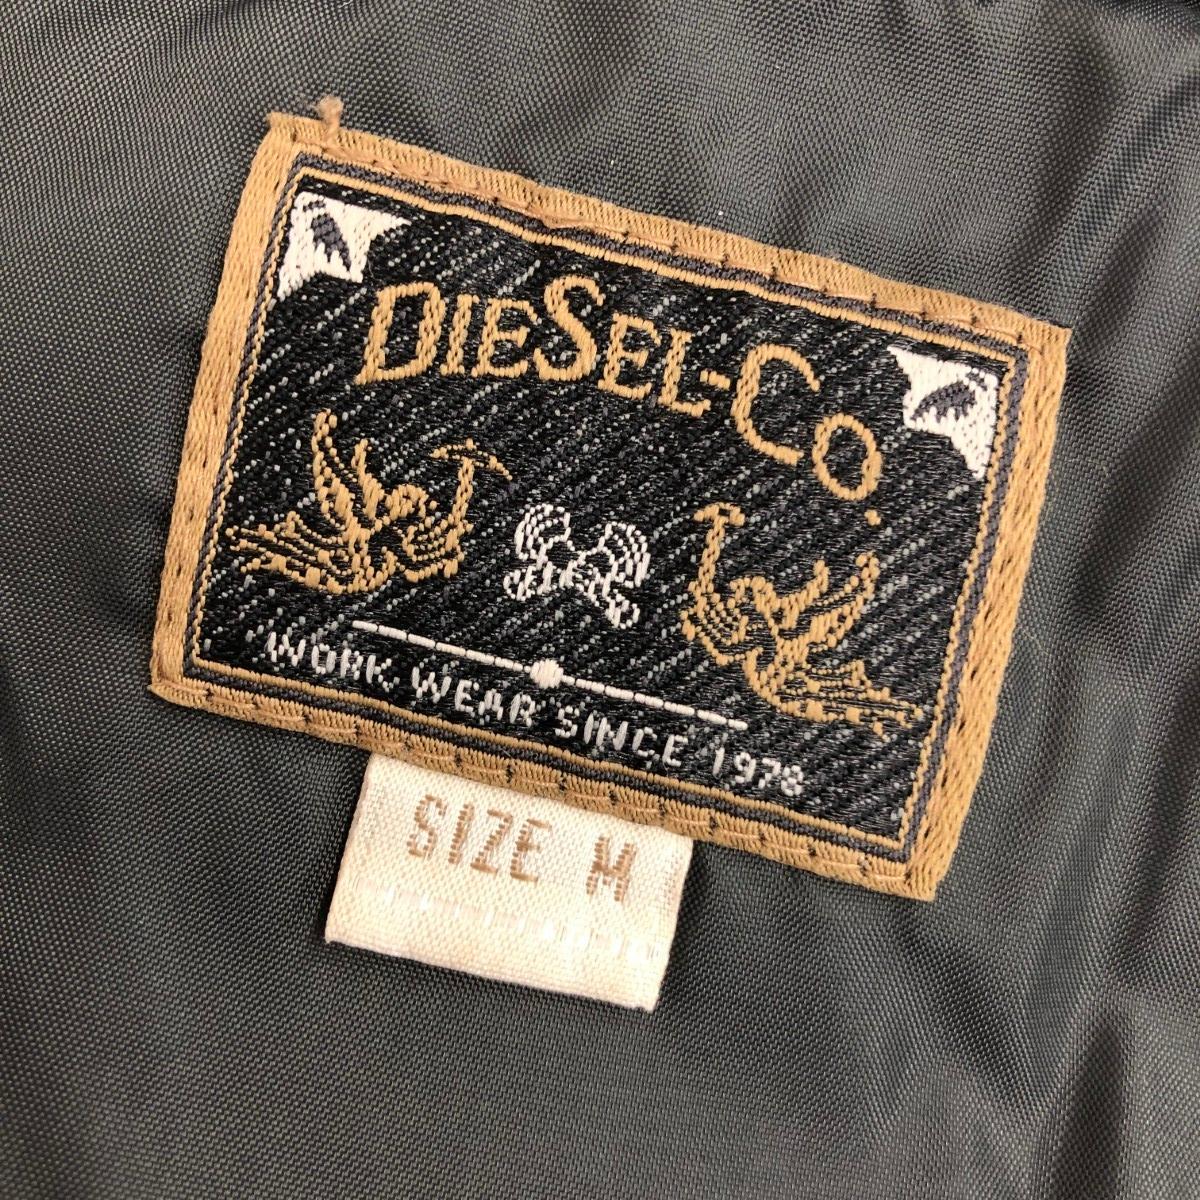 DIESEL-CO.
WORK WEAR SINCE 1978
SIZE M